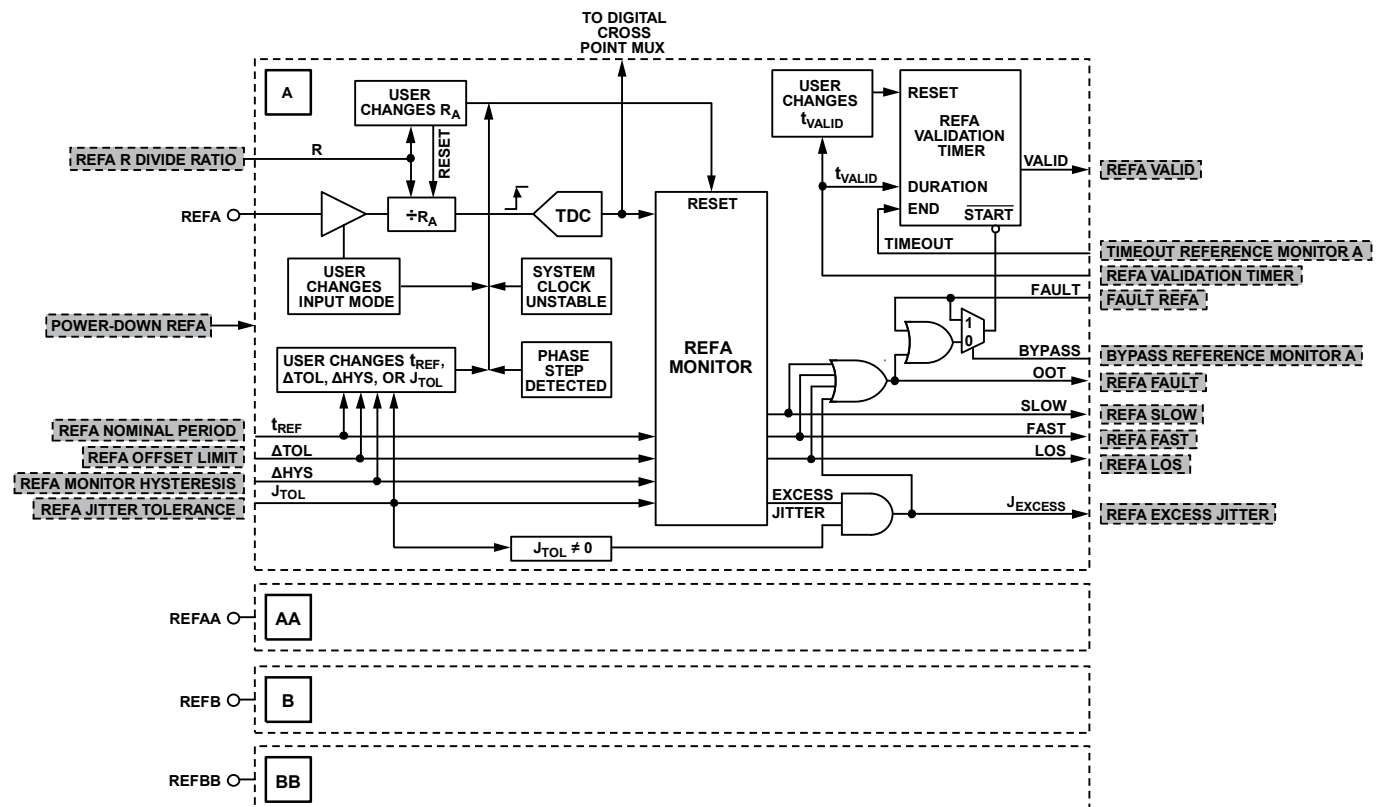 TO DIGITAL
CROSS
POINT MUX
A
USER
CHANGES RA
RESET
REFA R DIVIDE RATIO
R
REFA
÷RA
TDC
USER
CHANGES
INPUT MODE
SYSTEM
CLOCK
UNSTABLE
POWER-DOWN REFA
USER CHANGES tREF,
ΔTOL, ΔHYS, OR JTOL
PHASE
STEP
DETECTED
REFA NOMINAL PERIOD
tREF
REFA OFFSET LIMIT
ΔTOL
REFA MONITOR HYSTERESIS
ΔHYS
REFA JITTER TOLERANCE
JTOL
JTOL ≠ 0
RESET
REFA
MONITOR
EXCESS
JITTER
USER
CHANGES
tVALID
RESET
REFA
VALIDATION
TIMER
tVALID
DURATION
END
START
VALID
REFA VALID
TIMEOUT
TIMEOUT REFERENCE MONITOR A
REFA VALIDATION TIMER
FAULT
FAULT REFA
1
0
BYPASS
BYPASS REFERENCE MONITOR A
OOT
REFA FAULT
SLOW
REFA SLOW
FAST
REFA FAST
LOS
REFA LOS
JEXCESS
REFA EXCESS JITTER
REFAA
AA
REFB
B
REFBB
BB